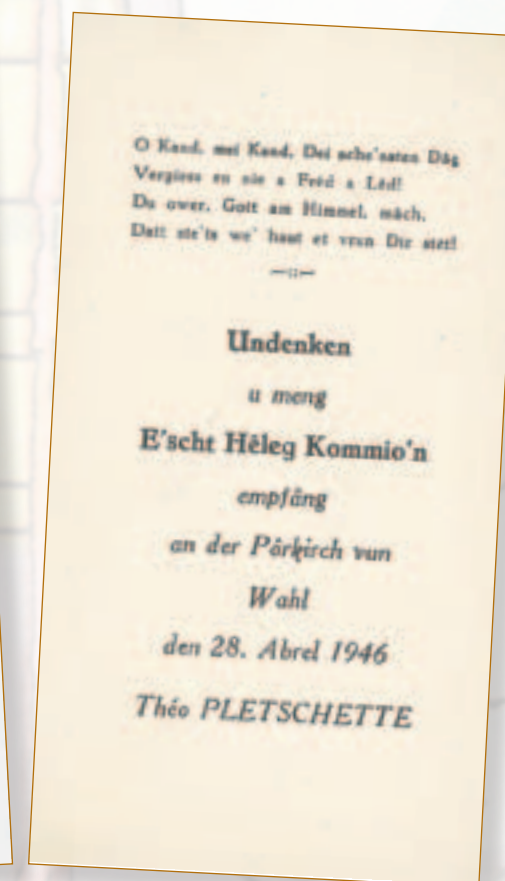 O Kand, mei Kand, Dei sche'nsten Dåg
Vergiess en nie a Fréd a Léd!
Du ower, Gott am Himmel, måch,
Datt ste'ts we' haut et vrun Dir stet!
Undenken
u meng
E'scht Hêleg Kommio'n
empfång
an der Pårkirch vun
Wahl
den 28. Abrel 1946
Théo PLETSCHETTE